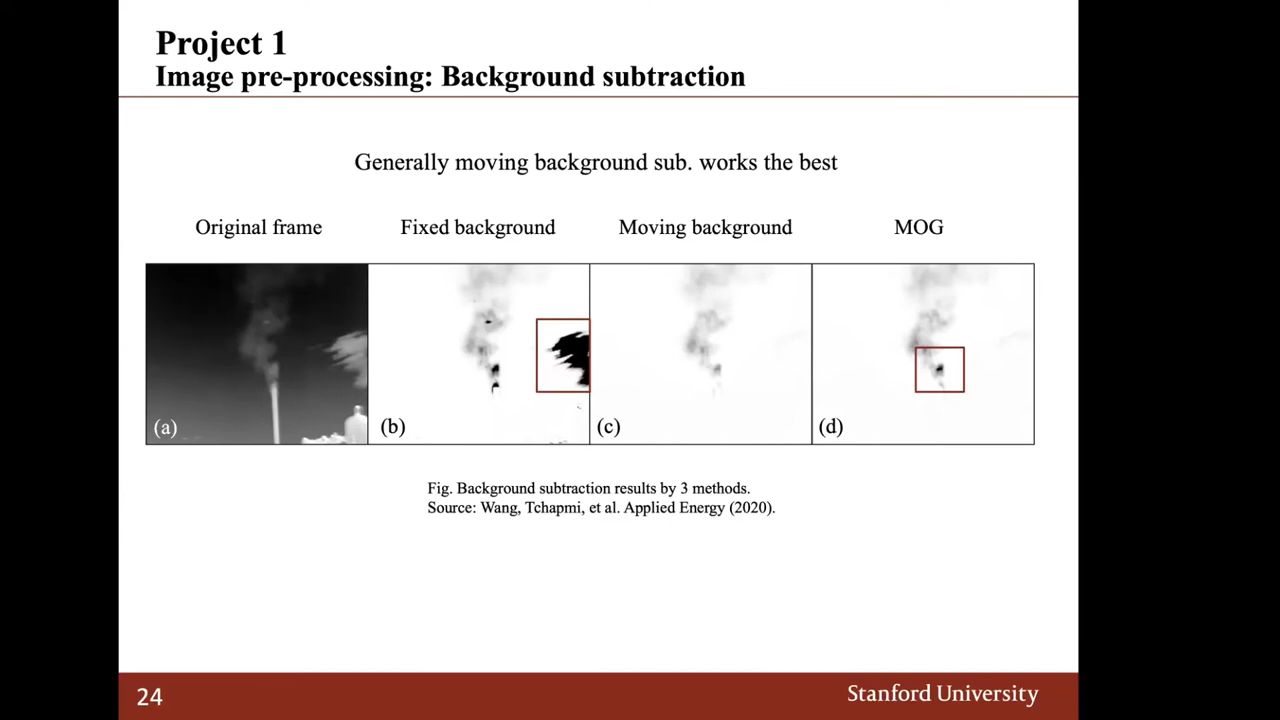 Project 1
Image pre-processing: Background subtraction
Generally moving background sub. works the best
Original frame
Fixed background
Moving background
MOG
(a)
(b)
(c)
(d)
Fig. Background subtraction results by 3 methods.
Source: Wang, Tchapmi, et al. Applied Energy (2020).
24
Stanford University